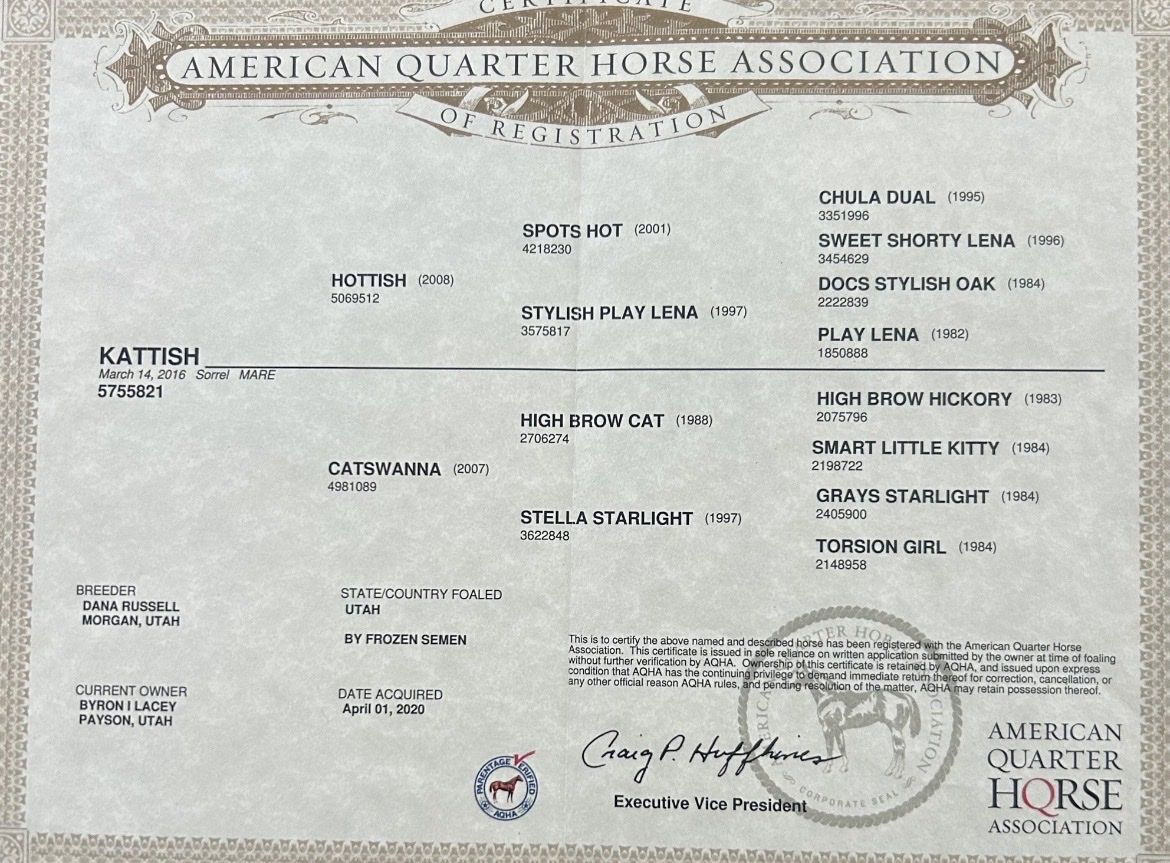 CERTIFICATE
AMERICAN QUARTER HORSE ASSOCIATION
OF REGISTRATION
CHULA DUAL (1995)
3351996
SPOTS HOT (2001)
4218230
SWEET SHORTY LENA (1996)
3454629
HOTTISH (2008)
5069512
DOCS STYLISH OAK (1984)
2222839
STYLISH PLAY LENA (1997)
3575817
PLAY LENA (1982)
1850888
KATTISH
March 14, 2016 Sorrel MARE
5755821
HIGH BROW HICKORY (1983)
2075796
HIGH BROW CAT (1988)
2706274
SMART LITTLE KITTY (1984)
2198722
CATSWANNA (2007)
4981089
GRAYS STARLIGHT (1984)
2405900
STELLA STARLIGHT (1997)
3622848
TORSION GIRL (1984)
2148958
BREEDER
DANA RUSSELL
MORGAN, UTAH
STATE/COUNTRY FOALED
UTAH
BY FROZEN SEMEN
CURRENT OWNER
BYRON I LACEY
PAYSON, UTAH
DATE ACQUIRED
April 01, 2020
This is to certify the above named and described horse has been registered with the American Quarter Horse
Association. This certificate is issued in sole reliance on written application submitted by the owner at time of foaling
without further verification by AQHA. Ownership of this certificate is retained by AQHA, and issued upon express
condition that AQHA has the continuing privilege to demand immediate return thereof for correction, cancellation, or
any other official reason AQHA rules, and pending resolution of the matter, AQHA may retain possession thereof.
Craig P. Huffhines
Executive Vice President
PARENTAGE VERIFIED
AQHA
CORPORATE SEAL
AMERICAN
QUARTER
HORSE
ASSOCIATION